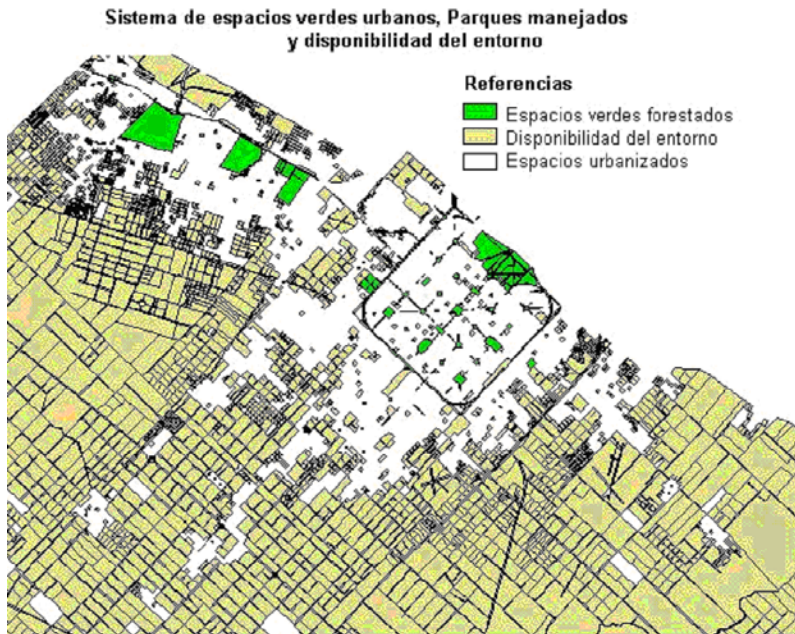 Sistema de espacios verdes urbanos, Parques manejados
y disponibilidad del entorno
Referencias
Espacios verdes forestados
Disponibilidad del entorno
Espacios urbanizados